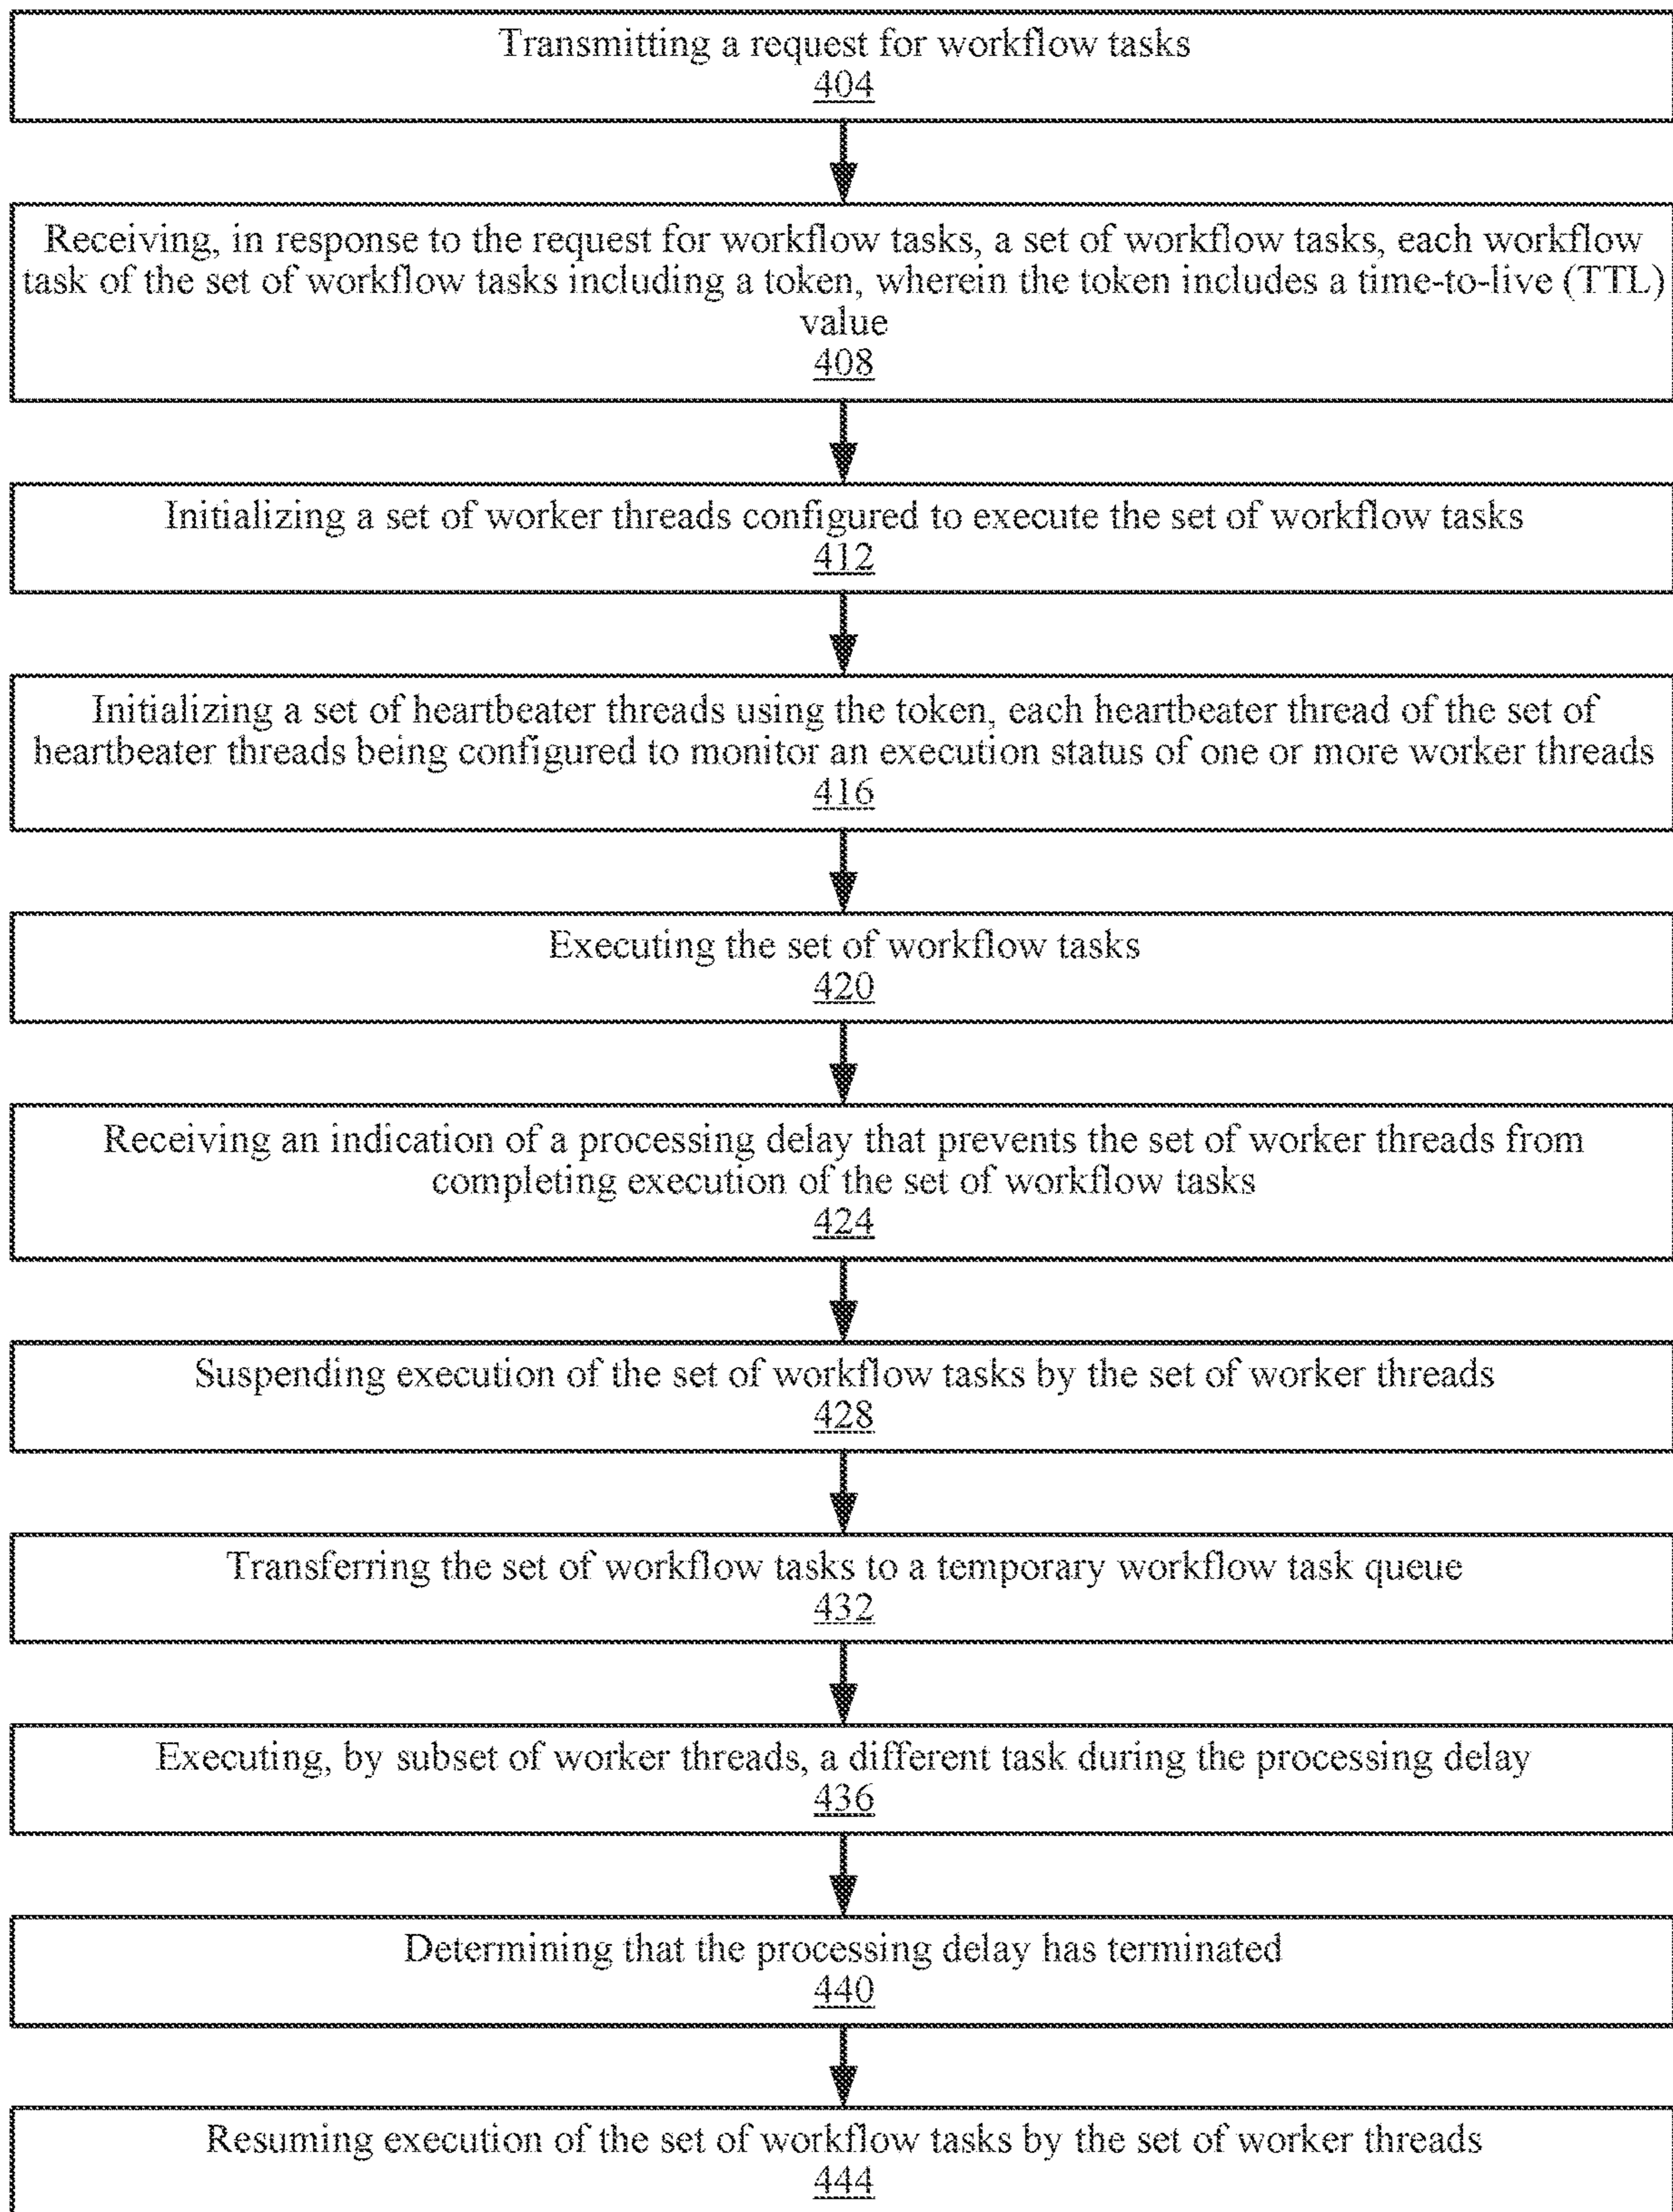 Transmitting a request for workflow tasks
404
Receiving, in response to the request for workflow tasks, a set of workflow tasks, each workflow
task of the set of workflow tasks including a token, wherein the token includes a time-to-live (TTL)
value
408
Initializing a set of worker threads configured to execute the set of workflow tasks
412
Initializing a set of heartbeater threads using the token, each heartbeater thread of the set of
heartbeater threads being configured to monitor an execution status of one or more worker threads
416
Executing the set of workflow tasks
420
Receiving an indication of a processing delay that prevents the set of worker threads from
completing execution of the set of workflow tasks
424
Suspending execution of the set of workflow tasks by the set of worker threads
428
Transferring the set of workflow tasks to a temporary workflow task queue
432
Executing, by subset of worker threads, a different task during the processing delay
436
Determining that the processing delay has terminated
440
Resuming execution of the set of workflow tasks by the set of worker threads
444